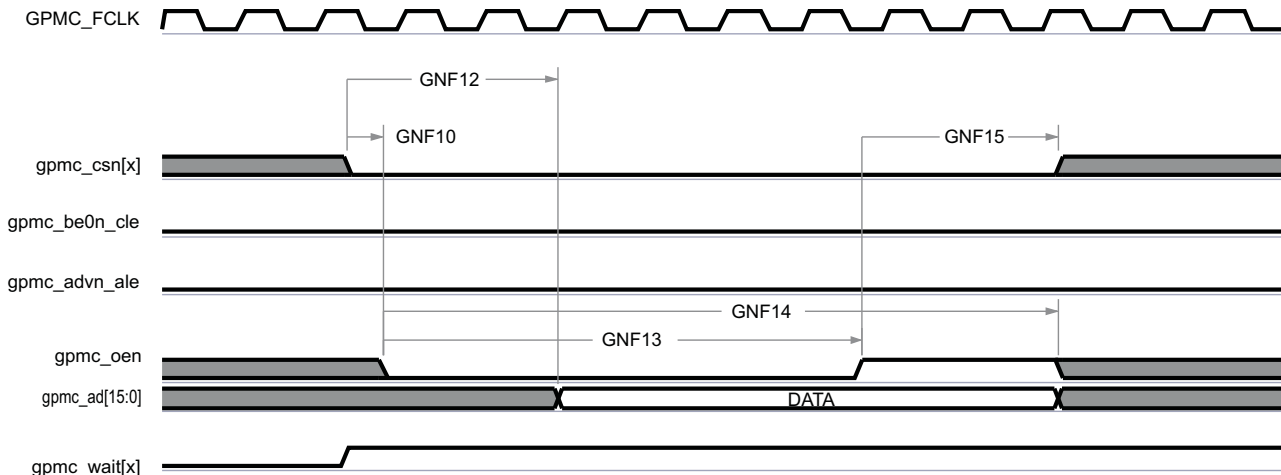 GPMC_FCLK
GNF12
GNF10
GNF15
gpmc_csn[x]
gpmc_be0n_cle
gpmc_advn_ale
GNF14
GNF13
gpmc_oen
gpmc_ad[15:0]
DATA
gpmc_wait[x]